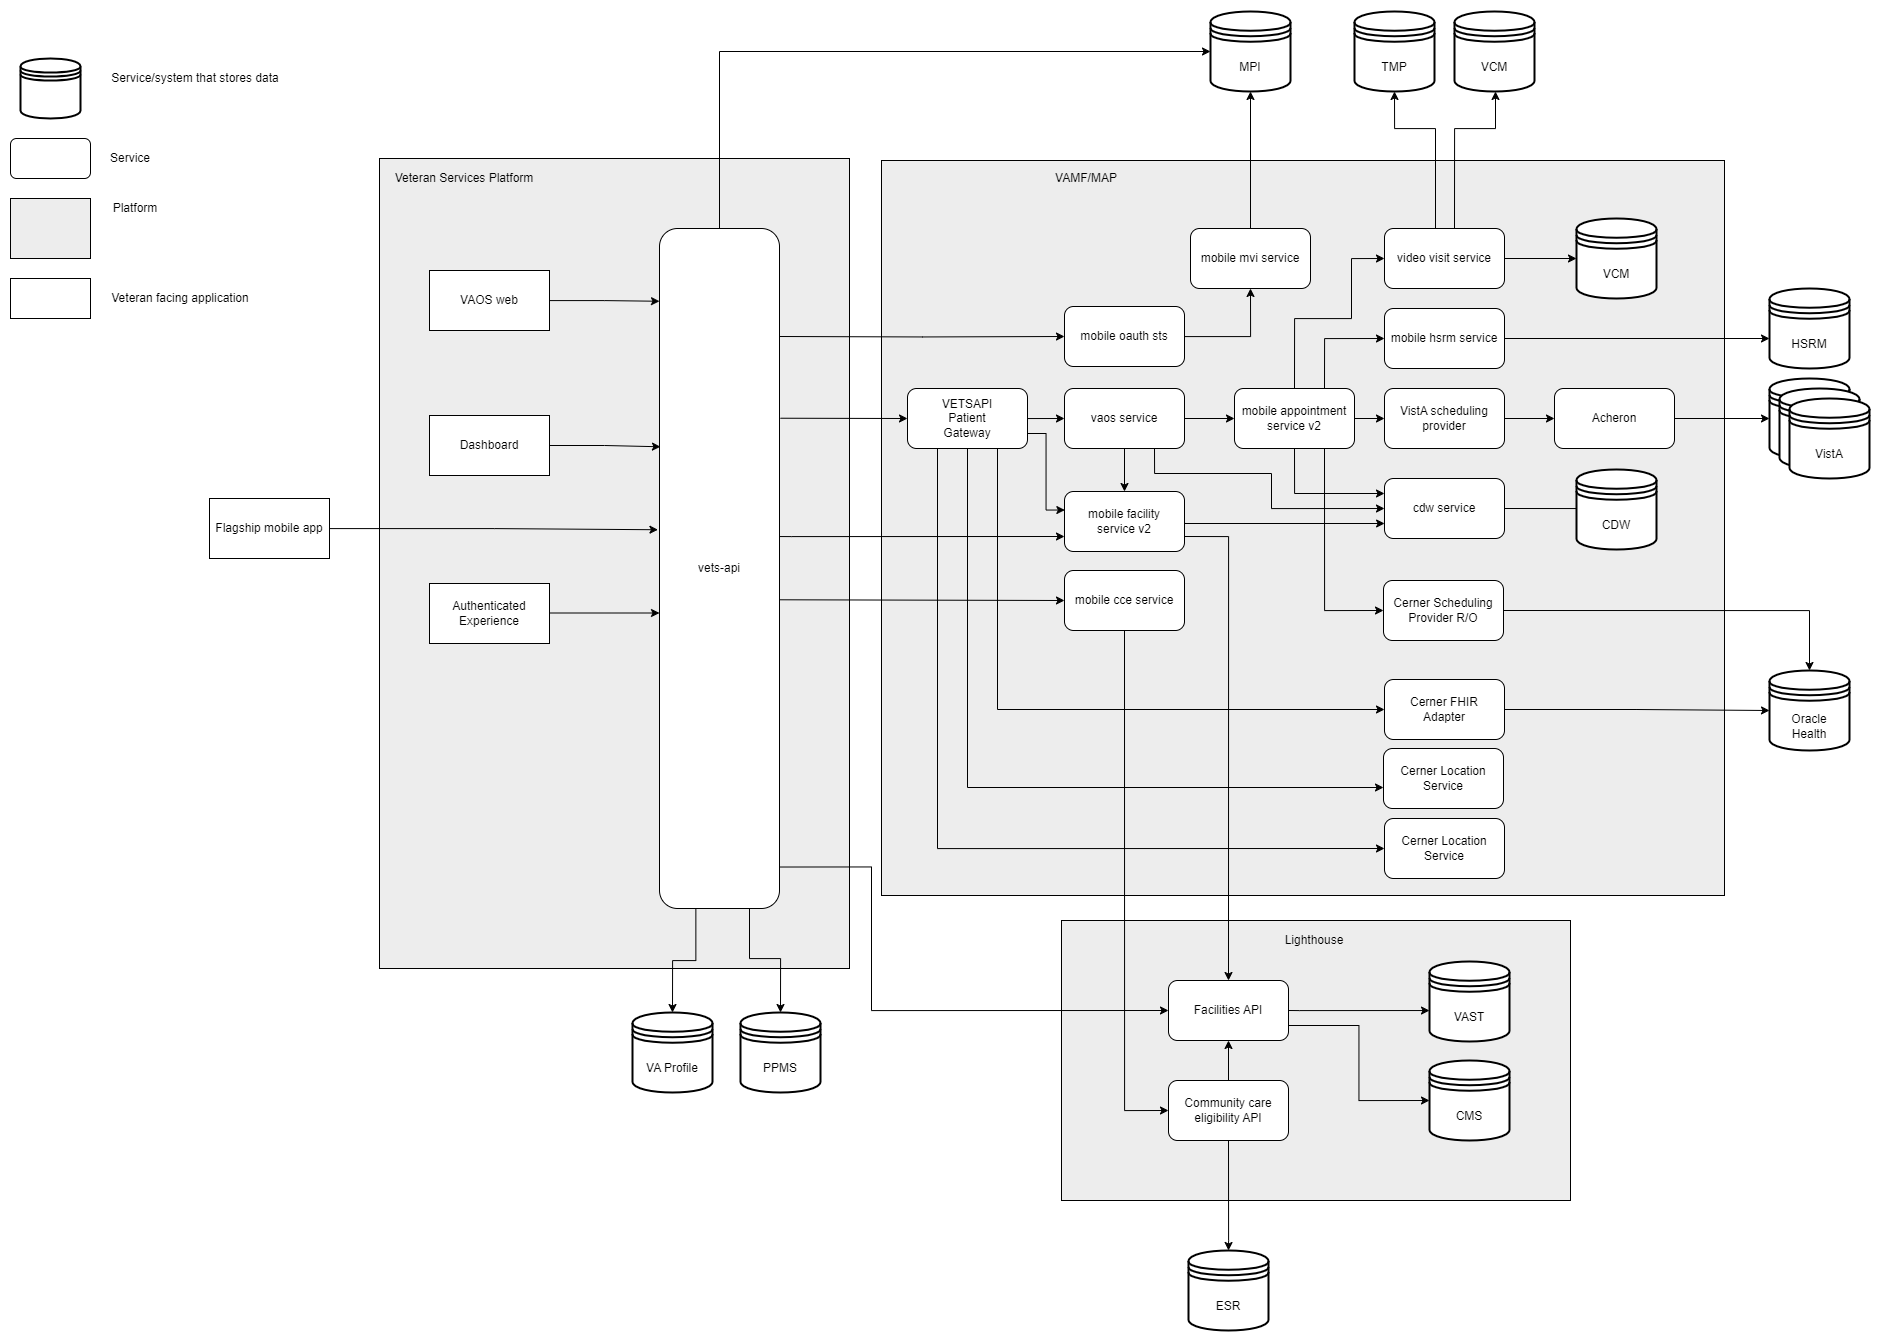 MPI
TMP
VCM
Service/system that stores data
Service
Platform
Veteran facing application
Veteran Services Platform
VAOS web
Dashboard
Flagship mobile app
Authenticated
Experience
vets-api
VA Profile
PPMS
VAMF/MAP
mobile mvi service
video visit service
VCM
mobile oauth sts
mobile hsrm service
HSRM
VETSAPI
Patient
Gateway
vaos service
mobile appointment
service v2
VistA scheduling
provider
Acheron
VistA
mobile facility
service v2
cdw service
CDW
mobile cce service
Cerner Scheduling
Provider R/O
Cerner FHIR
Adapter
Oracle
Health
Cerner Location
Service
Cerner Location
Service
Lighthouse
Facilities API
VAST
Community care
eligibility API
CMS
ESR